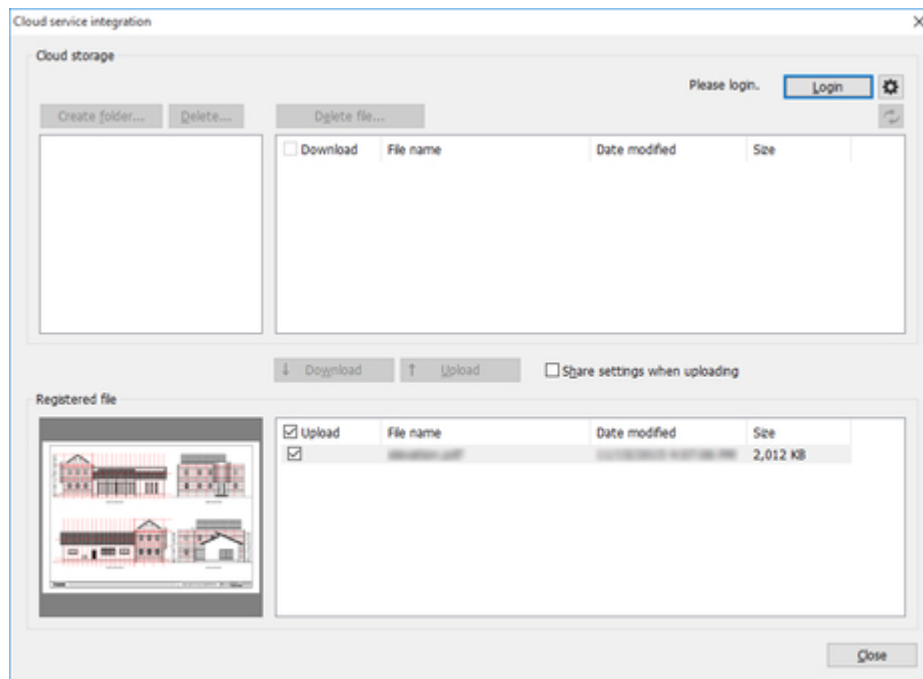 Cloud service integration
Cloud storage
Please login. Login
Create folder... Delete... Delete file...
Download File name Date modified Size
↓ Download ↑ Upload Share settings when uploading
Registered file
Upload File name Date modified Size
2,012 KB
Close